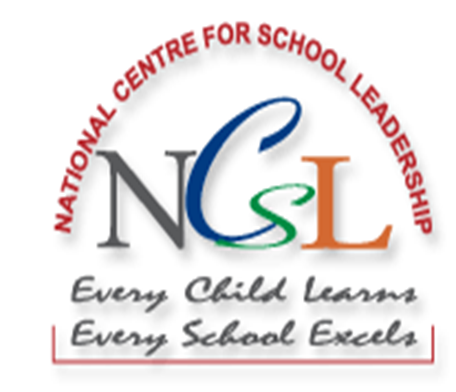 NATIONAL CENTRE FOR SCHOOL LEADERSHIP
NCSL
Every Child Learns
Every School Excels